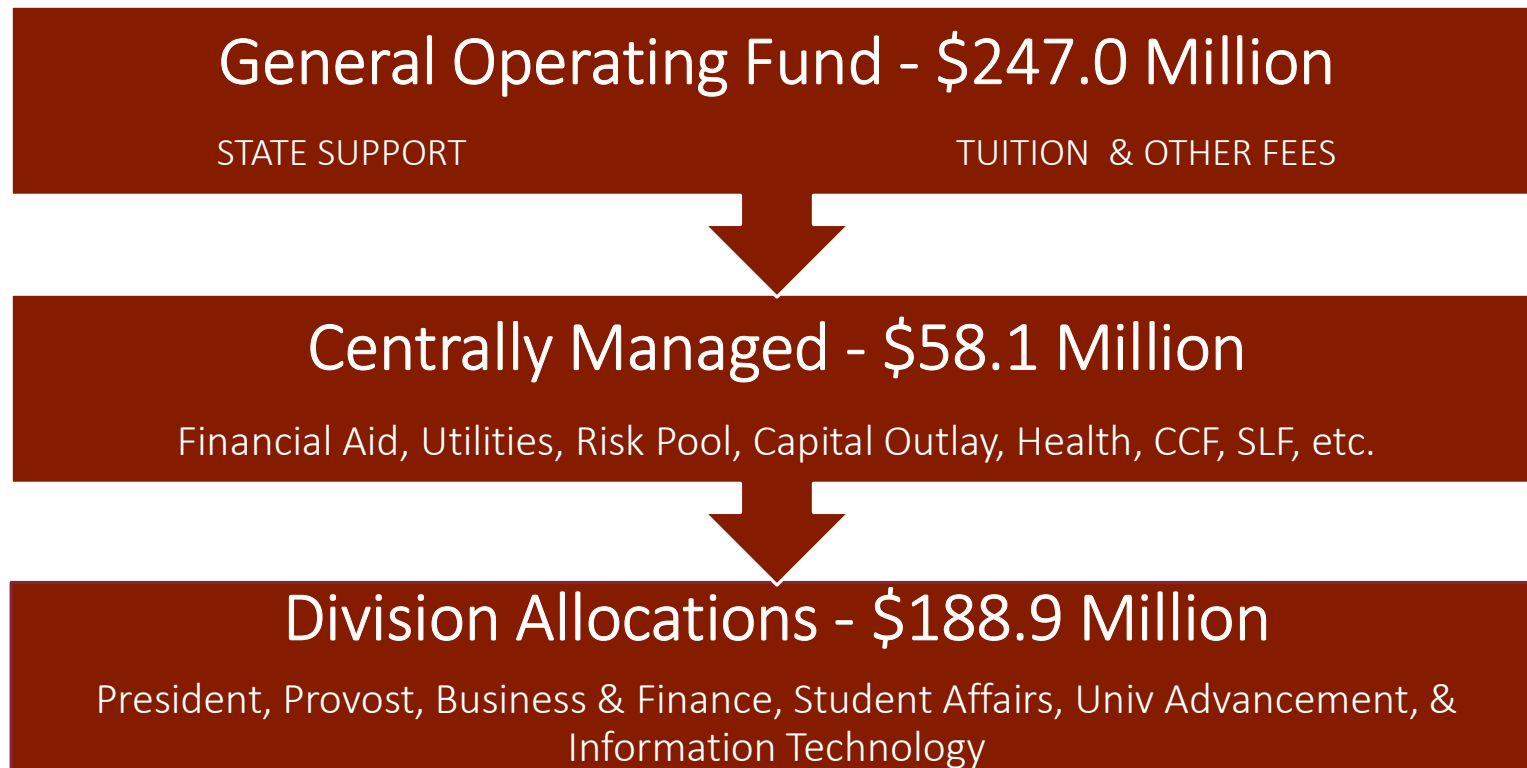 General Operating Fund - $247.0 Million
STATE SUPPORT
TUITION & OTHER FEES
Centrally Managed - $58.1 Million
Financial Aid, Utilities, Risk Pool, Capital Outlay, Health, CCF, SLF, etc.
Division Allocations - $188.9 Million
President, Provost, Business & Finance, Student Affairs, Univ Advancement, &
Information Technology